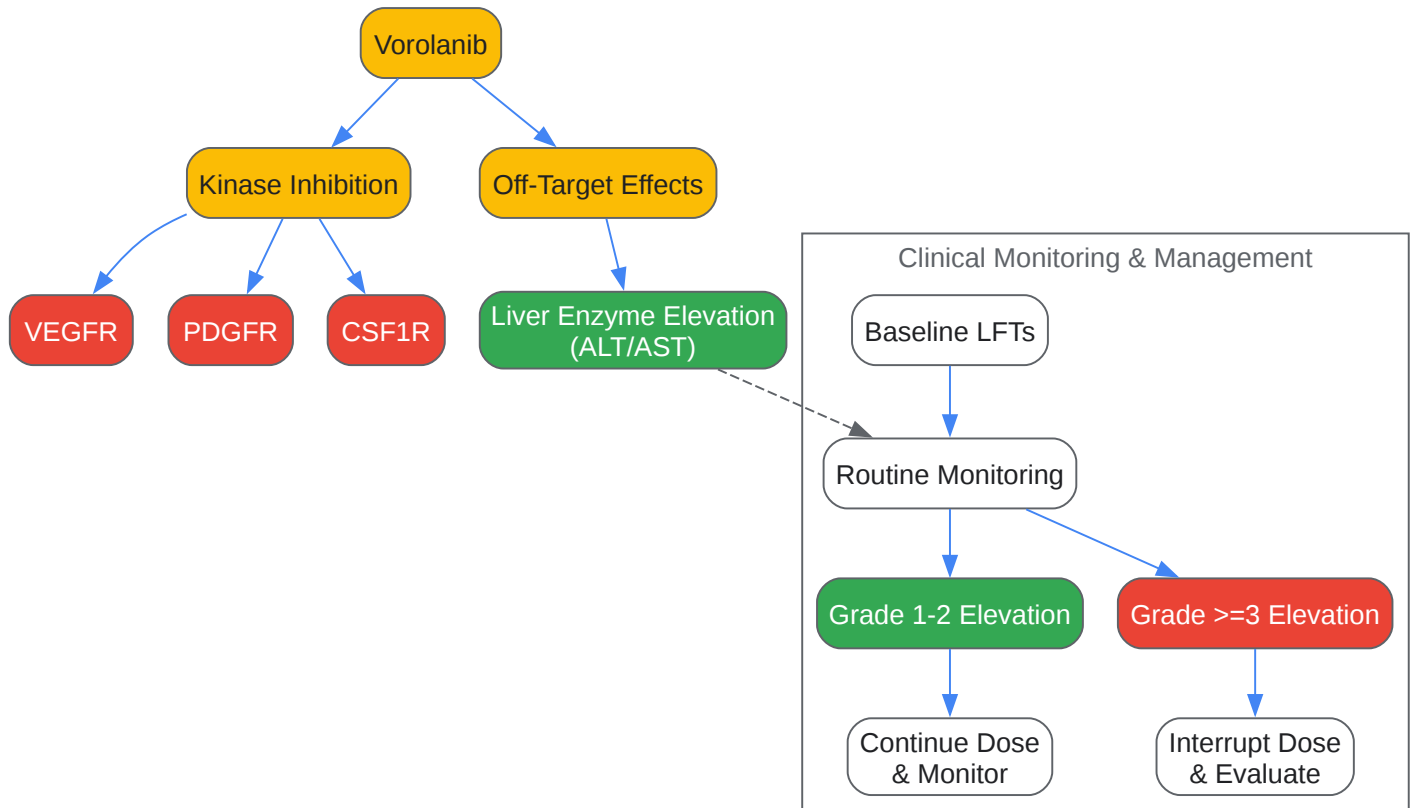 Vorolanib
Kinase Inhibition
Off-Target Effects
VEGFR
PDGFR
CSF1R
Liver Enzyme Elevation
(ALT/AST)
Clinical Monitoring & Management
Baseline LFTs
Routine Monitoring
Grade 1-2 Elevation
Grade >=3 Elevation
Continue Dose
& Monitor
Interrupt Dose
& Evaluate